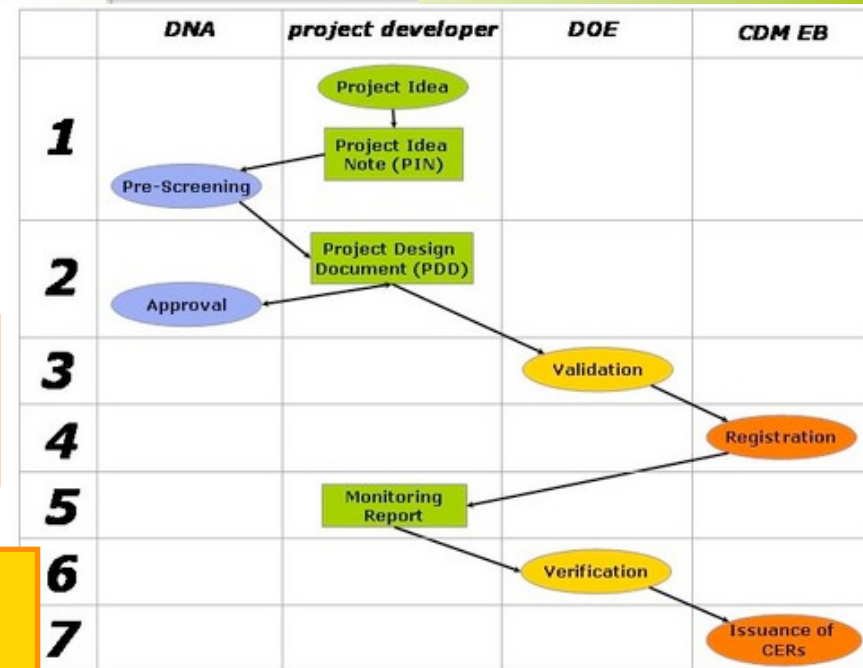 DNA project developer DOE CDM EB
1
Project Idea
Project Idea
Note (PIN)
Pre-Screening
2
Project Design
Document (PDD)
Approval
3
Validation
4
Registration
5
Monitoring
Report
6
Verification
7
Issuance of
CERs